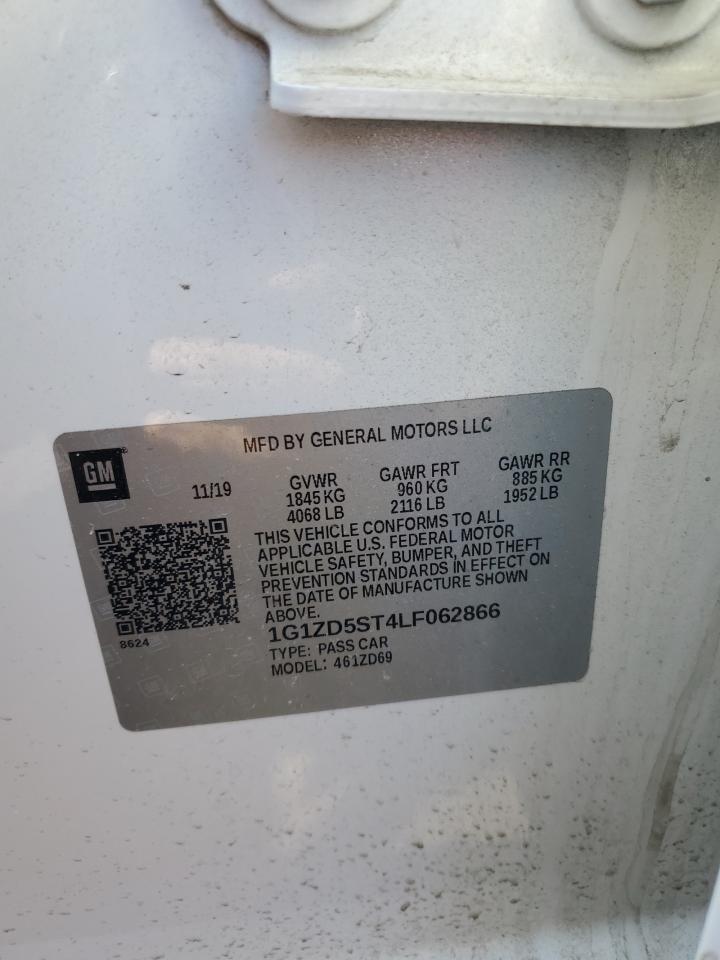 MFD BY GENERAL MOTORS LLC
GM
11/19
GVWR
1845 KG
4068 LB
GAWR FRT
960 KG
2116 LB
GAWR RR
885 KG
1952 LB
THIS VEHICLE CONFORMS TO ALL
APPLICABLE U.S. FEDERAL MOTOR
VEHICLE SAFETY, BUMPER, AND THEFT
PREVENTION STANDARDS IN EFFECT ON
THE DATE OF MANUFACTURE SHOWN
ABOVE.
8624
1G1ZD5ST4LF062866
TYPE: PASS CAR
MODEL: 461ZD69